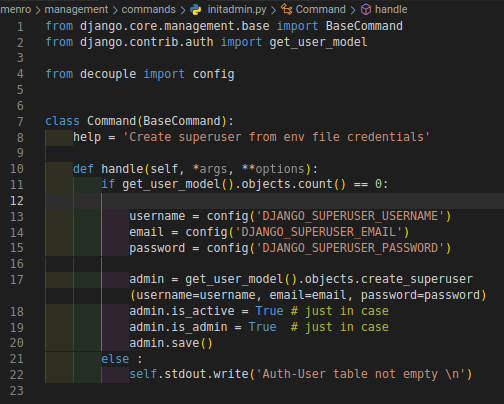 menro > management > commands > initadmin.py > Command > handle
1 from django.core.management.base import BaseCommand
2 from django.contrib.auth import get_user_model
3
4 from decouple import config
5
6
7 class Command(BaseCommand):
8     help = 'Create superuser from env file credentials'
9
10     def handle(self, *args, **options):
11         if get_user_model().objects.count() == 0:
12
13             username = config('DJANGO_SUPERUSER_USERNAME')
14             email = config('DJANGO_SUPERUSER_EMAIL')
15             password = config('DJANGO_SUPERUSER_PASSWORD')
16
17             admin = get_user_model().objects.create_superuser
            (username=username, email=email, password=password)
18             admin.is_active = True # just in case
19             admin.is_admin = True  # just in case
20             admin.save()
21         else :
22             self.stdout.write('Auth-User table not empty \n')
23